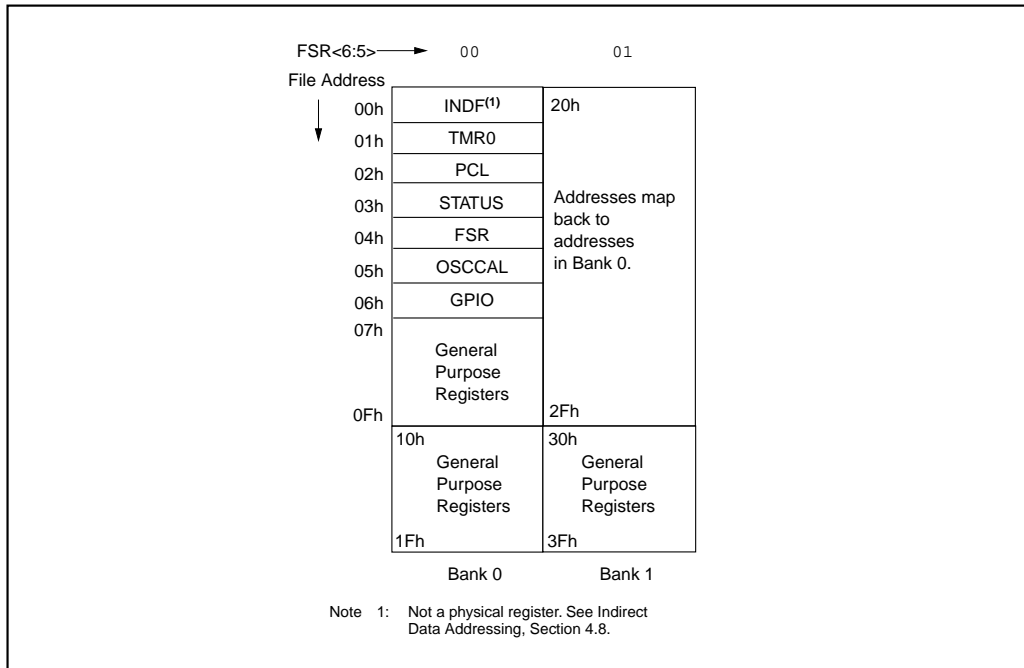 FSR<6:5> 00 01
File Address
00h INDF(1) 20h
01h TMR0
02h PCL
03h STATUS Addresses map
back to
04h FSR addresses
05h OSCCAL in Bank 0.
06h GPIO
07h
General
Purpose
Registers
0Fh 2Fh
10h 30h
General General
Purpose Purpose
Registers Registers
1Fh 3Fh
Bank 0 Bank 1
Note 1: Not a physical register. See Indirect
Data Addressing, Section 4.8.